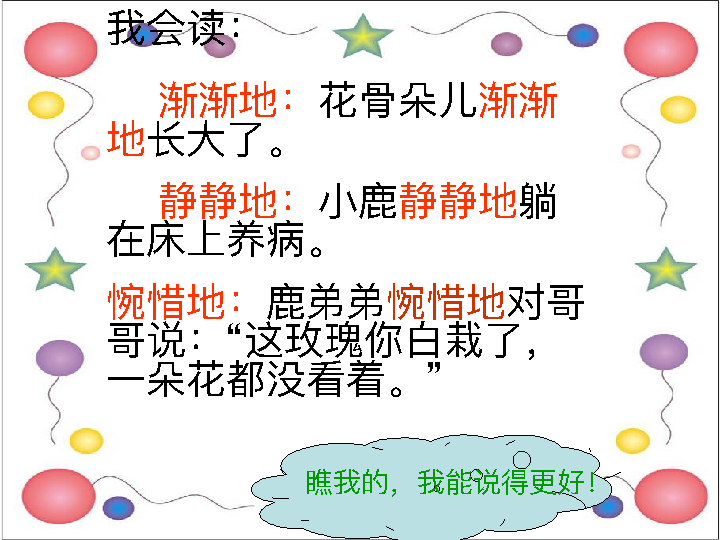 我会读：
渐渐地：花骨朵儿渐渐
地长大了。
静静地：小鹿静静地躺
在床上养病。
惋惜地：鹿弟弟惋惜地对哥
哥说：“这玫瑰你白栽了，
一朵花都没看着。”
瞧我的，我能说得更好！